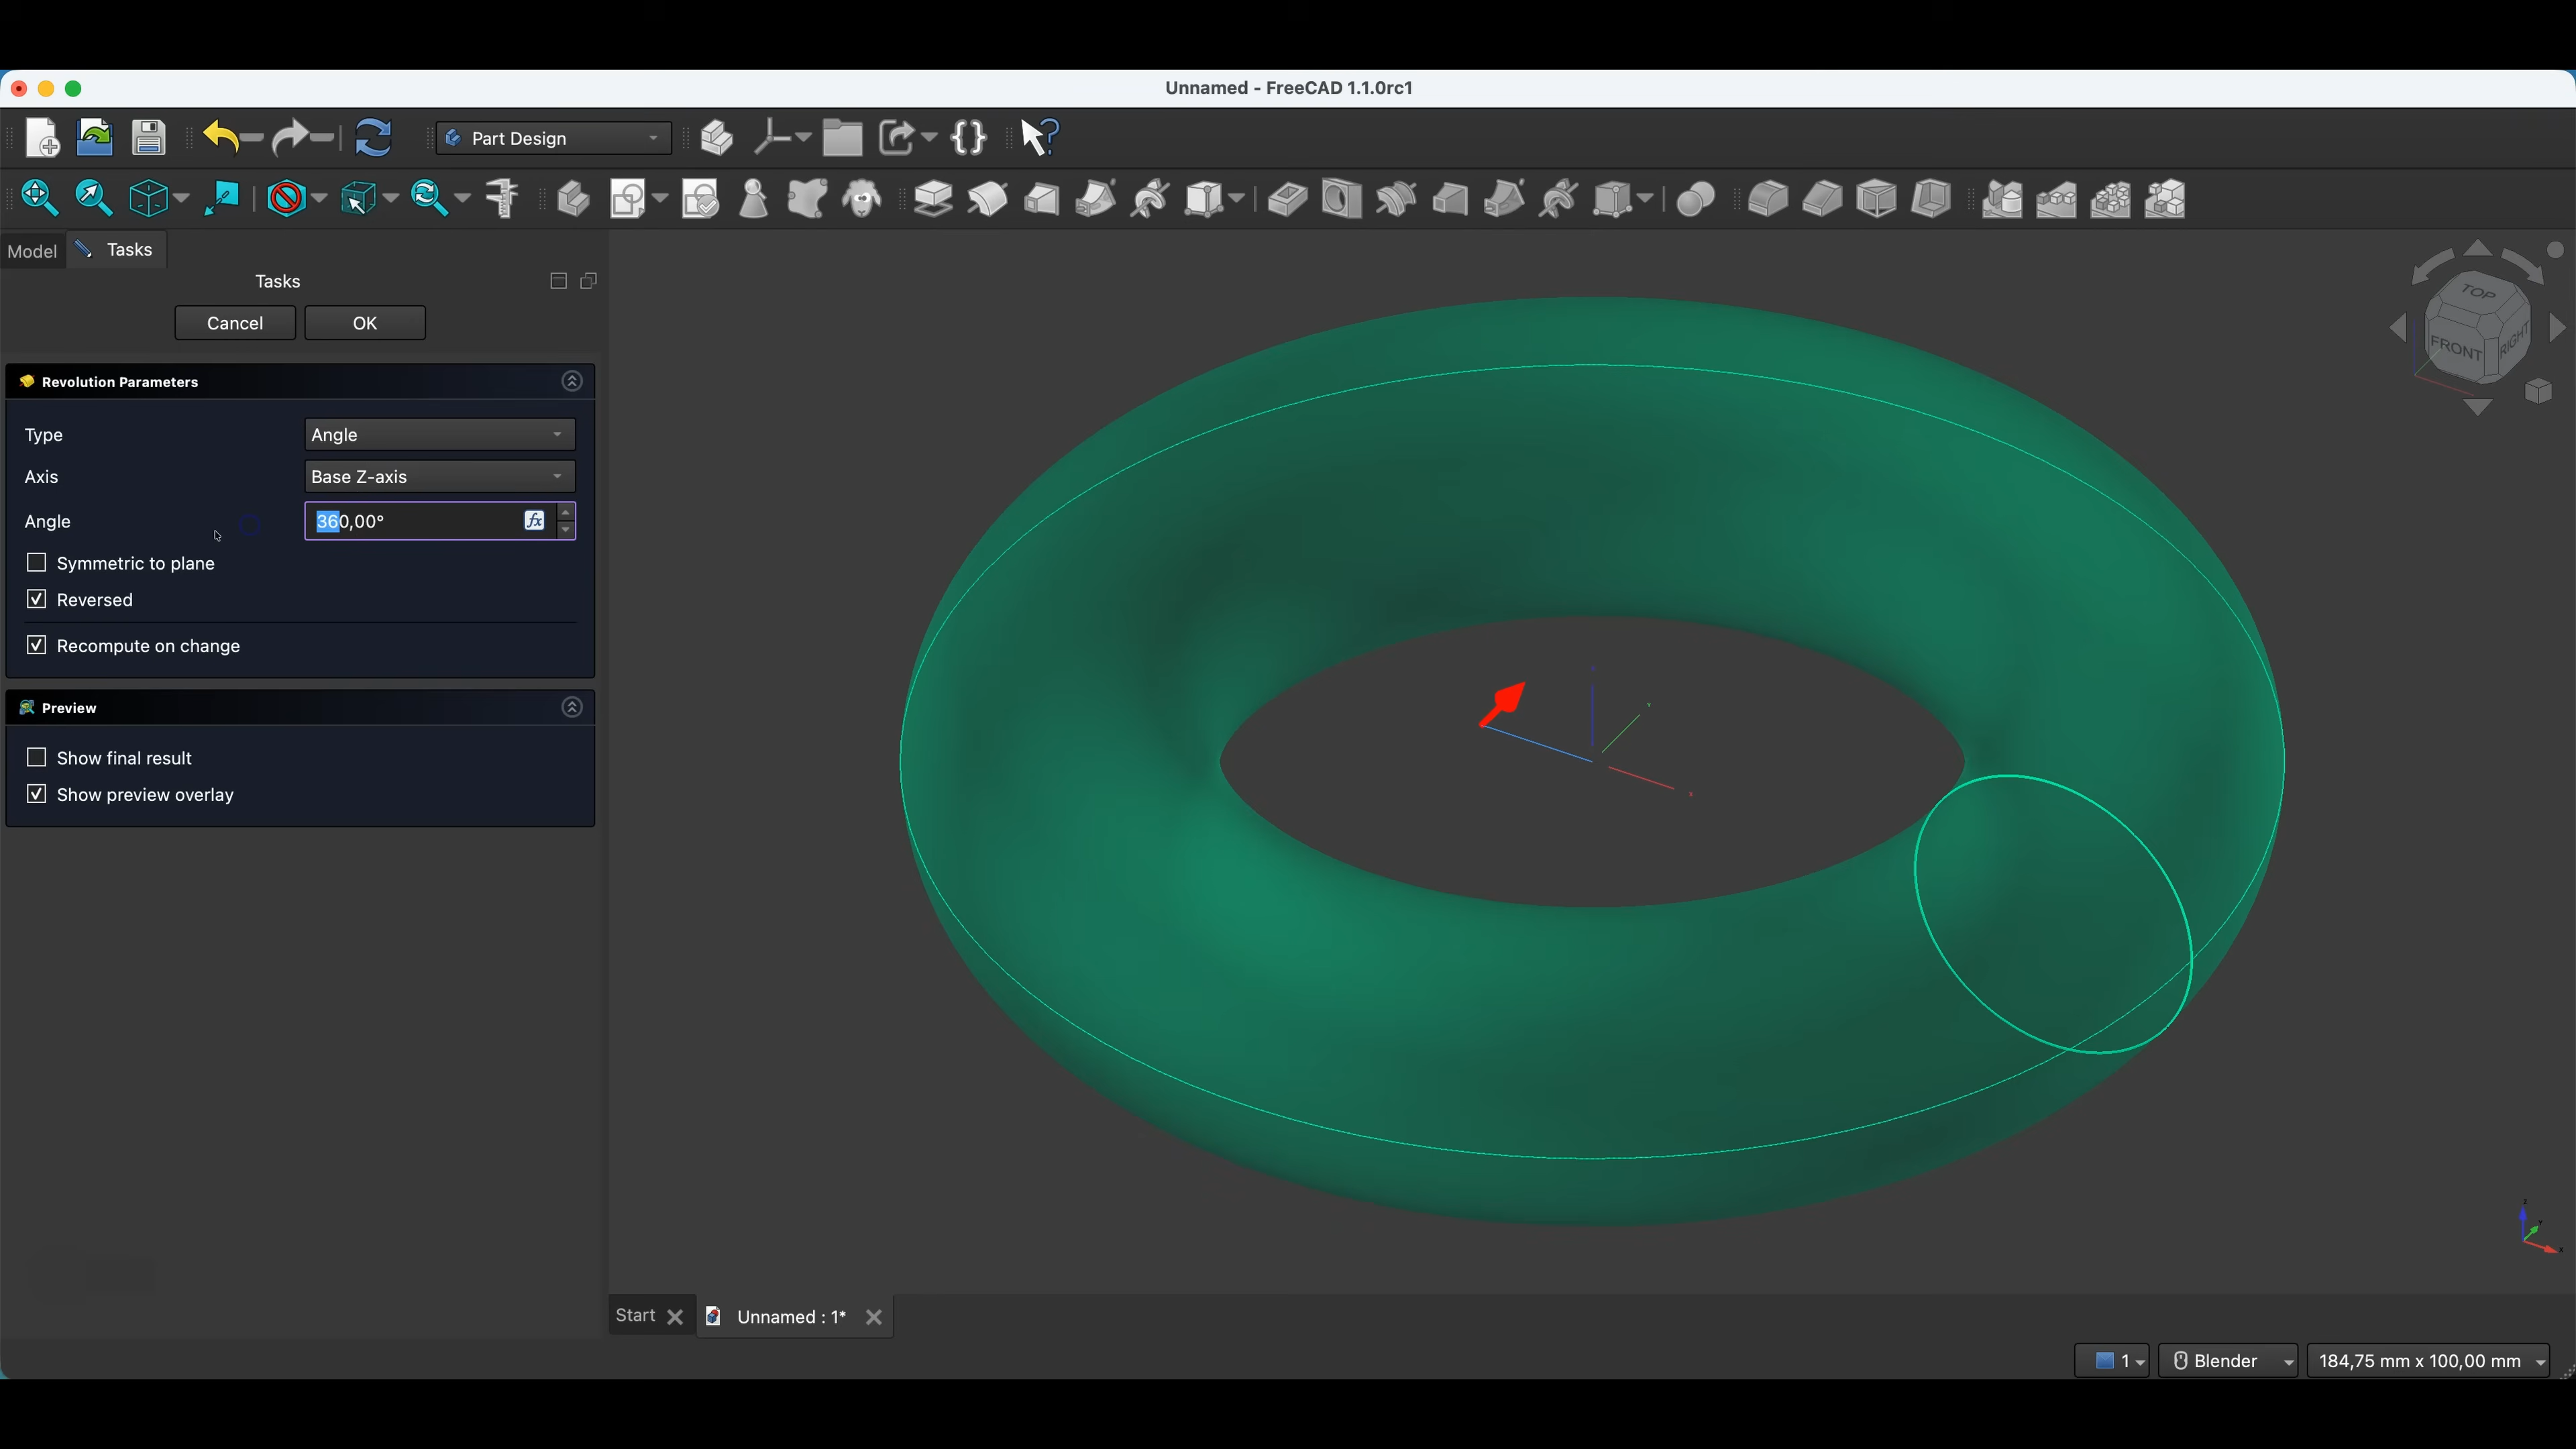 Unnamed - FreeCAD 1.1.0rc1
Part Design
Model
Tasks
Tasks
Cancel
OK
Revolution Parameters
Type
Angle
Axis
Base Z-axis
Angle
360,00°
fx
Symmetric to plane
Reversed
Recompute on change
Preview
Show final result
Show preview overlay
TOP
FRONT
RIGHT
Y
X
Z
Y
X
Start
Unnamed : 1*
1
Blender
184,75 mm x 100,00 mm